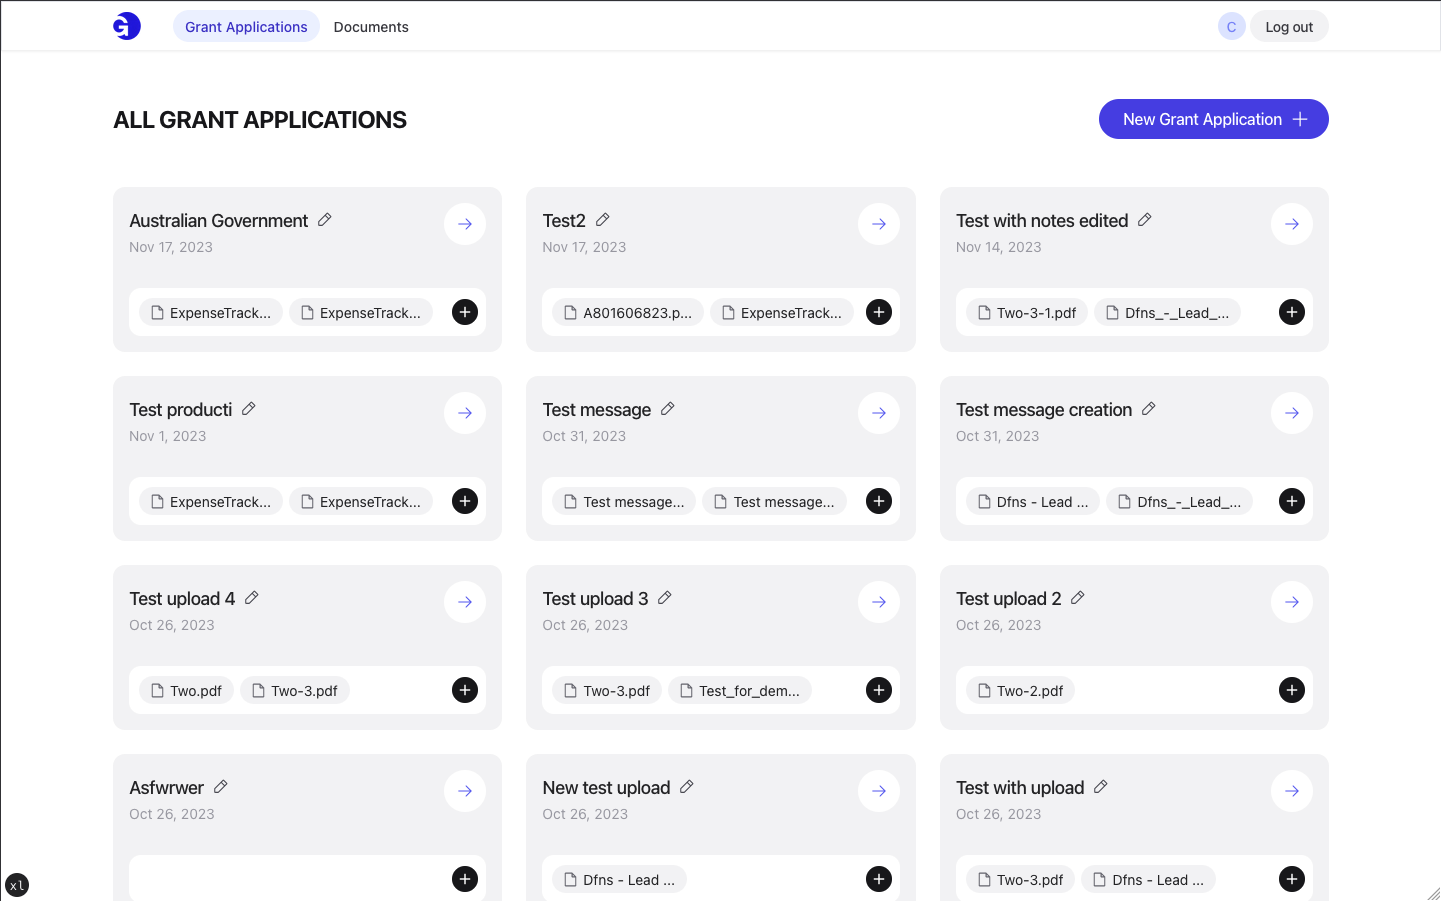 Grant Applications
Documents
C
Log out
ALL GRANT APPLICATIONS
New Grant Application
Australian Government
Nov 17, 2023
ExpenseTrack...
ExpenseTrack...
Test2
Nov 17, 2023
A801606823.p...
ExpenseTrack...
Test with notes edited
Nov 14, 2023
Two-3-1.pdf
Dfns_-_Lead_...
Test producti
Nov 1, 2023
ExpenseTrack...
ExpenseTrack...
Test message
Oct 31, 2023
Test message...
Test message...
Test message creation
Oct 31, 2023
Dfns - Lead ...
Dfns_-_Lead_...
Test upload 4
Oct 26, 2023
Two.pdf
Two-3.pdf
Test upload 3
Oct 26, 2023
Two-3.pdf
Test_for_dem...
Test upload 2
Oct 26, 2023
Two-2.pdf
Asfwrwer
Oct 26, 2023
New test upload
Oct 26, 2023
Dfns - Lead ...
Test with upload
Oct 26, 2023
Two-3.pdf
Dfns - Lead ...
xl